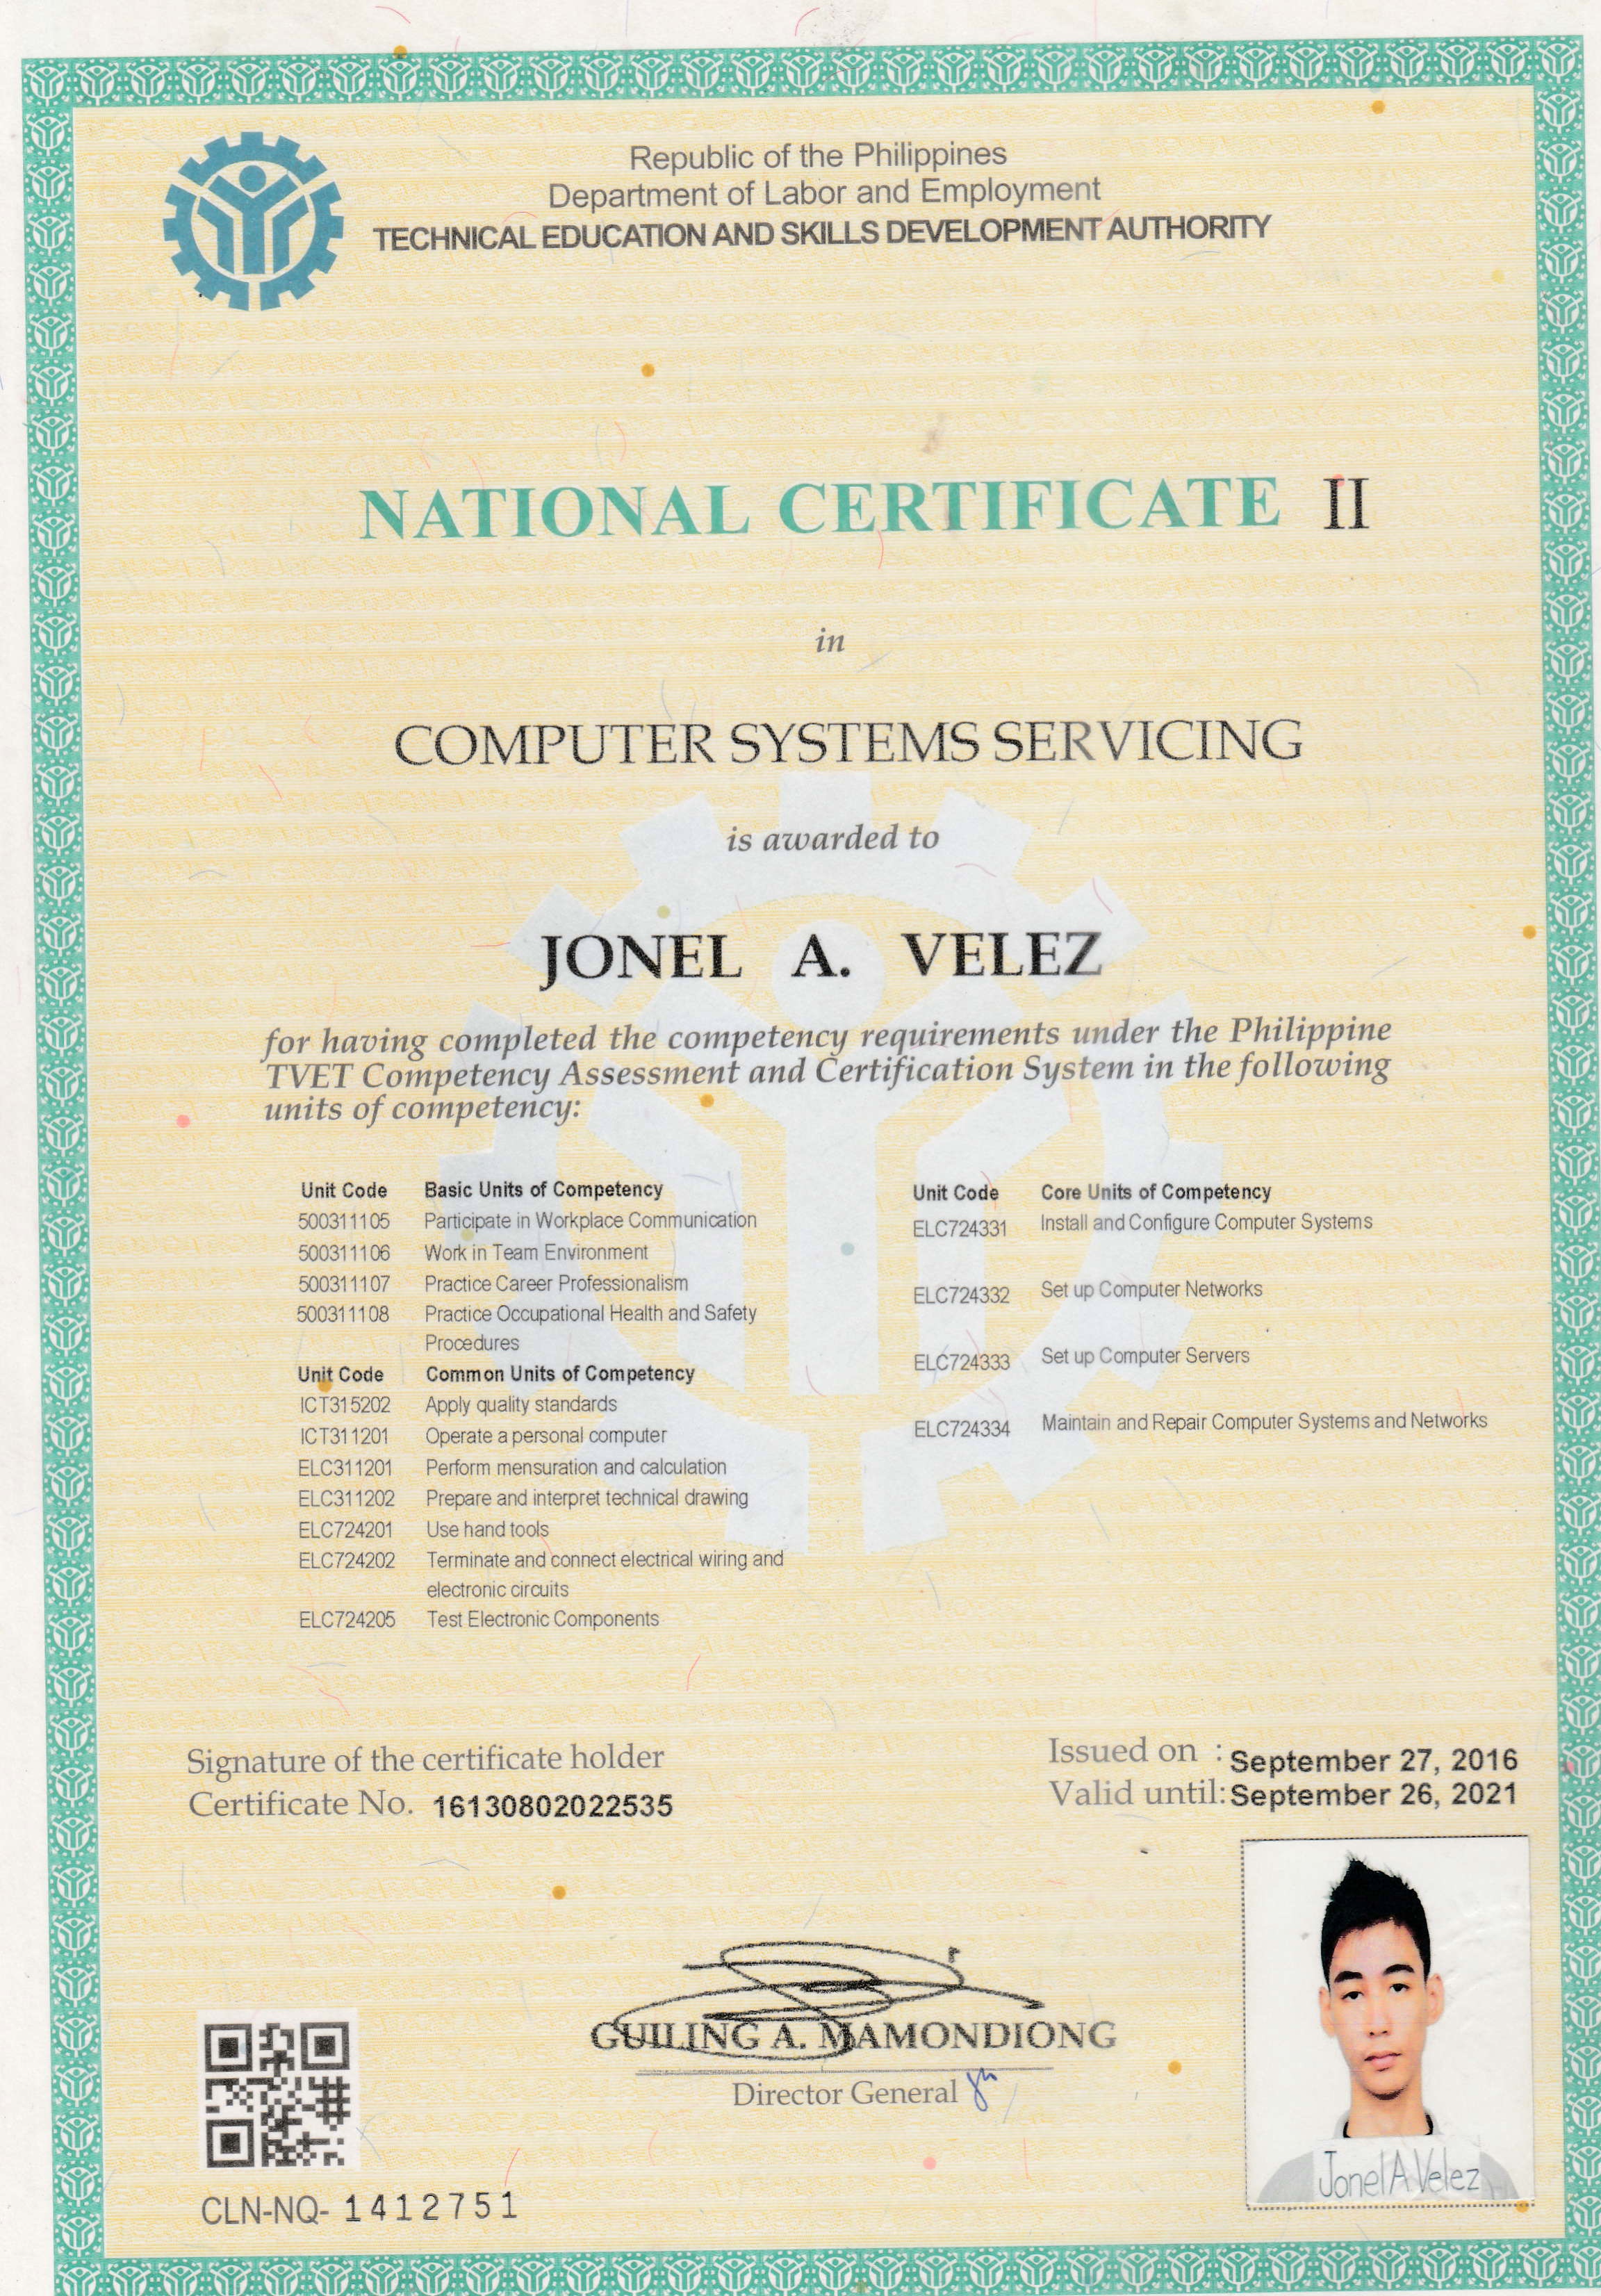 Republic of the Philippines
Department of Labor and Employment
TECHNICAL EDUCATION AND SKILLS DEVELOPMENT AUTHORITY
NATIONAL CERTIFICATE II
in
COMPUTER SYSTEMS SERVICING
is awarded to
JONEL A. VELEZ
for having completed the competency requirements under the Philippine
TVET Competency Assessment and Certification System in the following
units of competency:
Unit Code Basic Units of Competency
500311105 Participate in Workplace Communication
500311106 Work in Team Environment
500311107 Practice Career Professionalism
500311108 Practice Occupational Health and Safety
Procedures
Unit Code Common Units of Competency
ICT315202 Apply quality standards
ICT311201 Operate a personal computer
ELC311201 Perform mensuration and calculation
ELC311202 Prepare and interpret technical drawing
ELC724201 Use hand tools
ELC724202 Terminate and connect electrical wiring and
electronic circuits
ELC724205 Test Electronic Components
Unit Code Core Units of Competency
ELC724331 Install and Configure Computer Systems
ELC724332 Set up Computer Networks
ELC724333 Set up Computer Servers
ELC724334 Maintain and Repair Computer Systems and Networks
Signature of the certificate holder
Certificate No. 16130802022535
Issued on : September 27, 2016
Valid until: September 26, 2021
GUILING A. MAMONDIONG
Director General
Jonel A Velez
CLN-NQ- 1412751